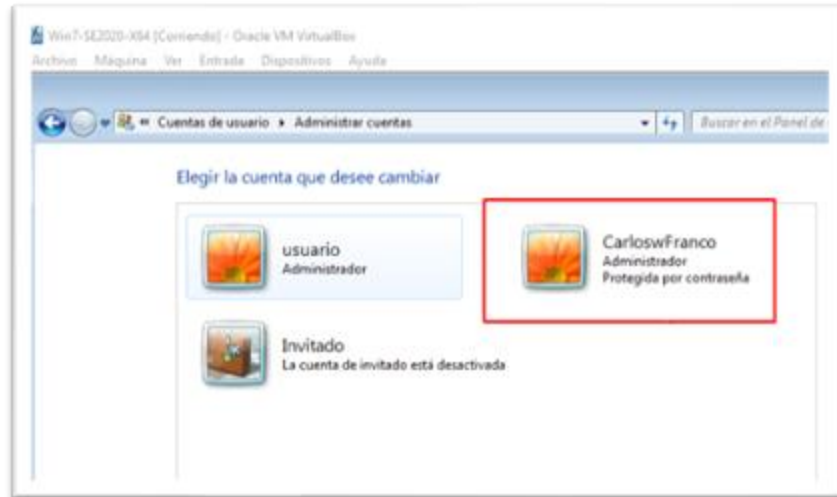 Win7-SE2020-X64 [Corriendo] - Oracle VM VirtualBox
Archivo Máquina Ver Entrada Dispositivos Ayuda
« Cuentas de usuario ▸ Administrar cuentas
Buscar en el Panel de
Elegir la cuenta que desee cambiar
usuario
Administrador
CarloswFranco
Administrador
Protegida por contraseña
Invitado
La cuenta de invitado está desactivada